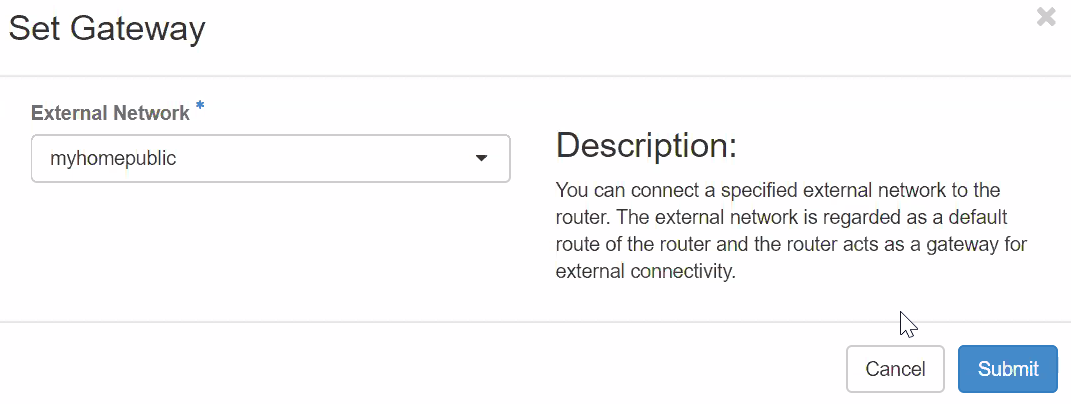 Set Gateway
External Network *
myhomepublic
Description:
You can connect a specified external network to the
router. The external network is regarded as a default
route of the router and the router acts as a gateway for
external connectivity.
Cancel
Submit